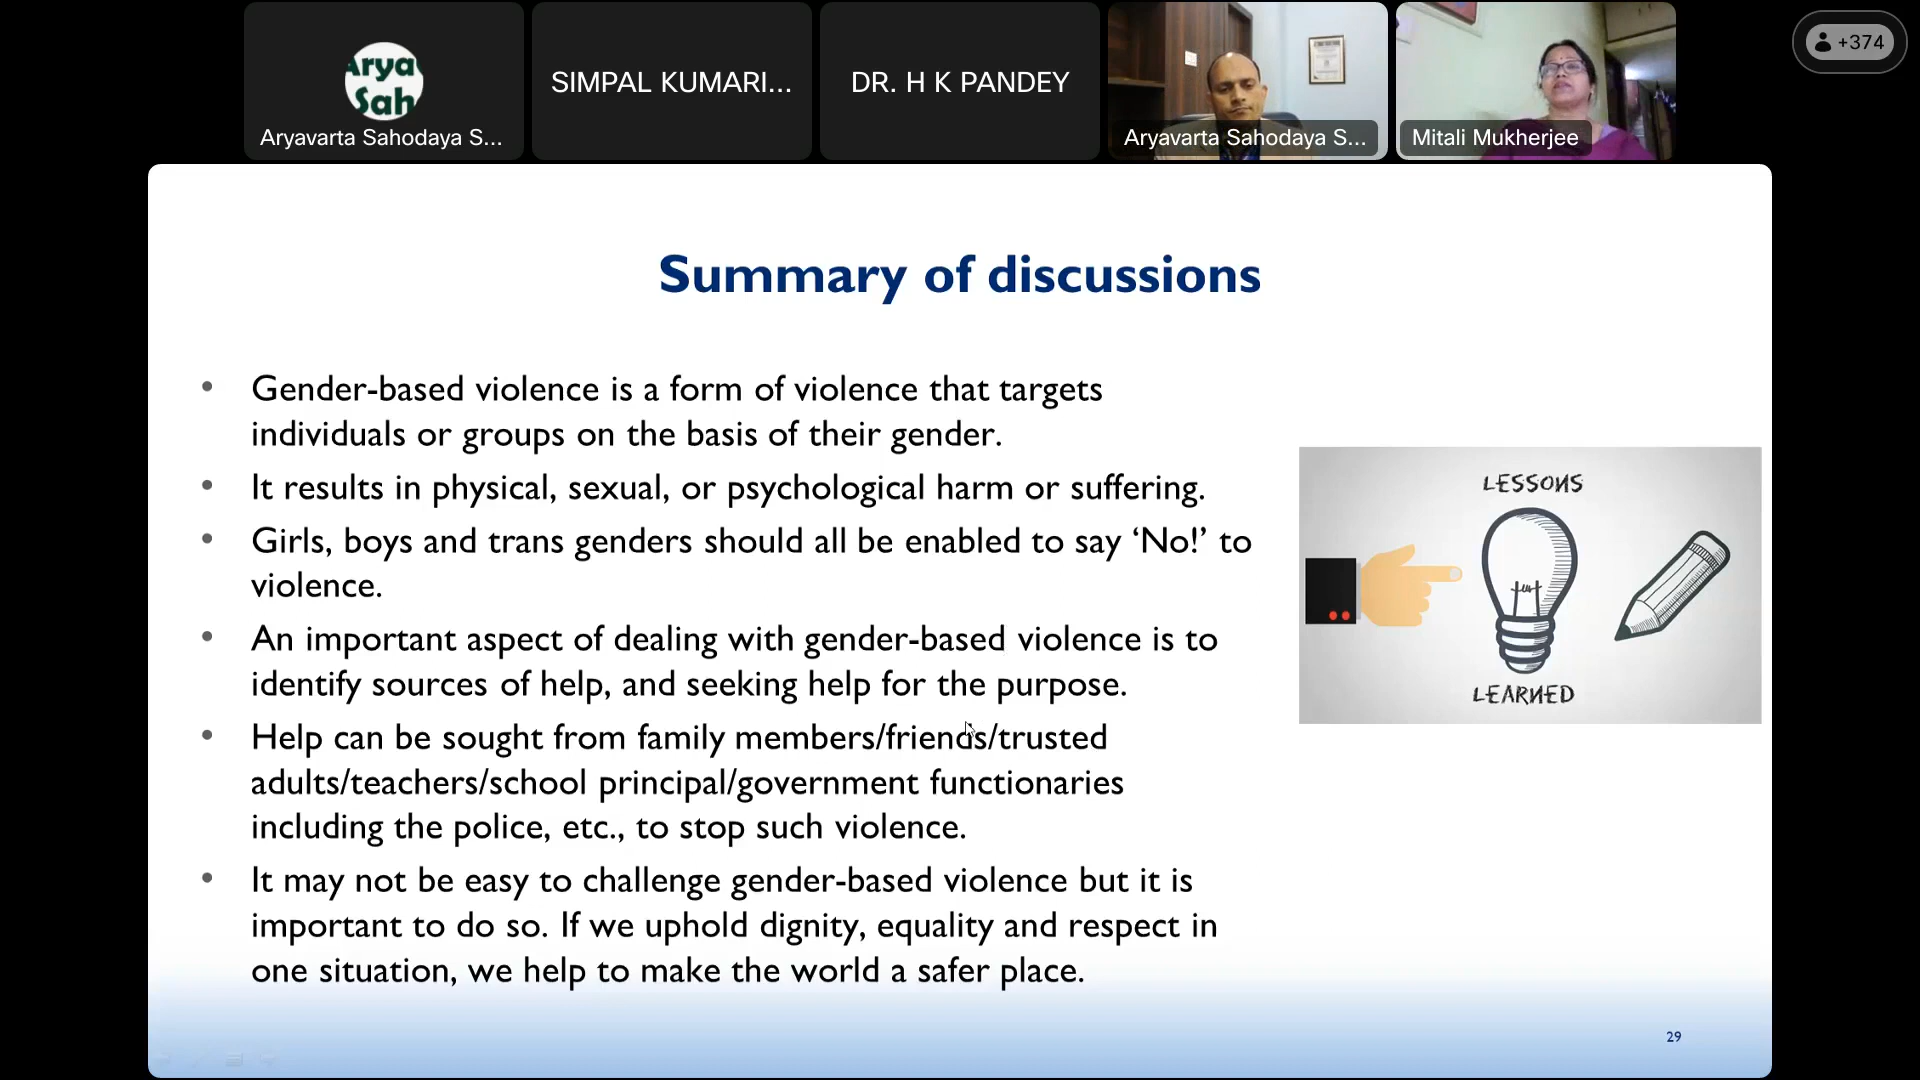 Arya
Sah
Aryavarta Sahodaya S...
SIMPAL KUMARI...
DR. H K PANDEY
Aryavarta Sahodaya S...
Mitali Mukherjee
+374
Summary of discussions
• Gender-based violence is a form of violence that targets
individuals or groups on the basis of their gender.
• It results in physical, sexual, or psychological harm or suffering.
• Girls, boys and trans genders should all be enabled to say ‘No!’ to
violence.
• An important aspect of dealing with gender-based violence is to
identify sources of help, and seeking help for the purpose.
• Help can be sought from family members/friends/trusted
adults/teachers/school principal/government functionaries
including the police, etc., to stop such violence.
• It may not be easy to challenge gender-based violence but it is
important to do so. If we uphold dignity, equality and respect in
one situation, we help to make the world a safer place.
LESSONS
LEARNED
29